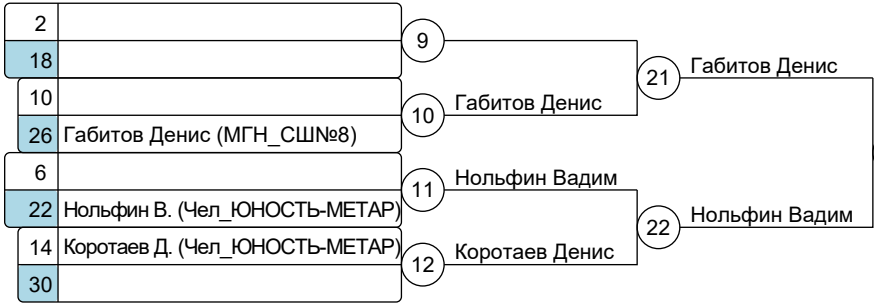 2
18
9
10
26 Габитов Денис (МГН_СШ№8)
10 Габитов Денис
21 Габитов Денис
6
22 Нольфин В. (Чел_ЮНОСТЬ-МЕТАР)
11 Нольфин Вадим
14 Коротаев Д. (Чел_ЮНОСТЬ-МЕТАР)
30
12 Коротаев Денис
22 Нольфин Вадим